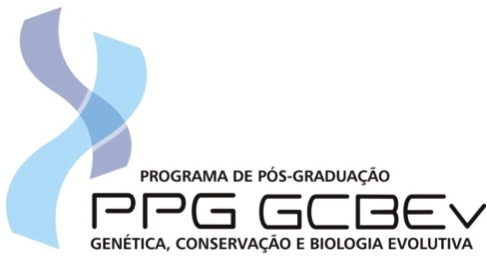 PROGRAMA DE PÓS-GRADUAÇÃO
PPG GCBEv
GENÉTICA, CONSERVAÇÃO E BIOLOGIA EVOLUTIVA